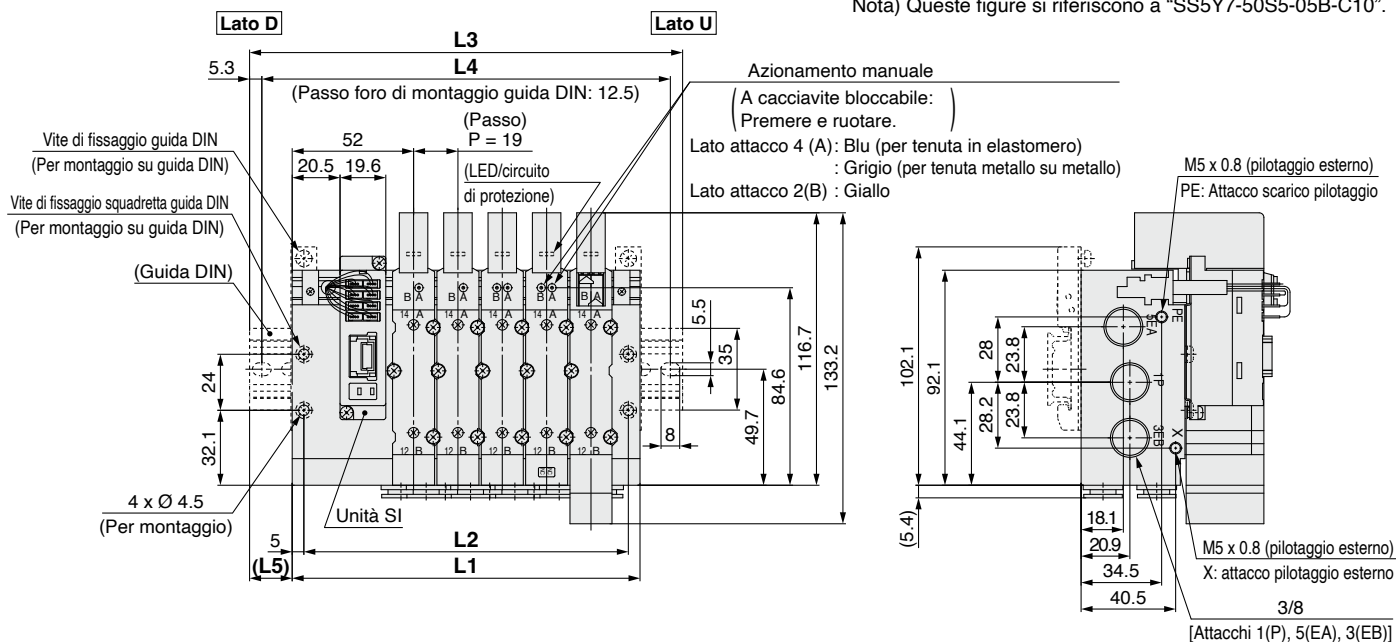 Nota) Queste figure si riferiscono a “SS5Y7-50S5-05B-C10”.
Lato D
Lato U
L3
5.3
L4
(Passo foro di montaggio guida DIN: 12.5)
Azionamento manuale
(A cacciavite bloccabile:
Premere e ruotare.)
(Passo)
P = 19
52
Vite di fissaggio guida DIN
(Per montaggio su guida DIN)
20.5
19.6
(LED/circuito
di protezione)
Lato attacco 4 (A): Blu (per tenuta in elastomero)
: Grigio (per tenuta metallo su metallo)
Lato attacco 2(B) : Giallo
M5 x 0.8 (pilotaggio esterno)
PE: Attacco scarico pilotaggio
Vite di fissaggio squadretta guida DIN
(Per montaggio su guida DIN)
(Guida DIN)
B A
B A
B A
B A
B A
14 A
14 A
14 A
14 A
14 A
12 B
12 B
12 B
12 B
12 B
24
32.1
5.5
35
8
49.7
84.6
116.7
133.2
4 x Ø 4.5
(Per montaggio)
Unità SI
5
L2
(L5)
L1
102.1
92.1
44.1
28
23.8
28.2
23.8
5EA
PE
1P
3EB
X
(5.4)
18.1
20.9
34.5
40.5
M5 x 0.8 (pilotaggio esterno)
X: attacco pilotaggio esterno
3/8
[Attacchi 1(P), 5(EA), 3(EB)]